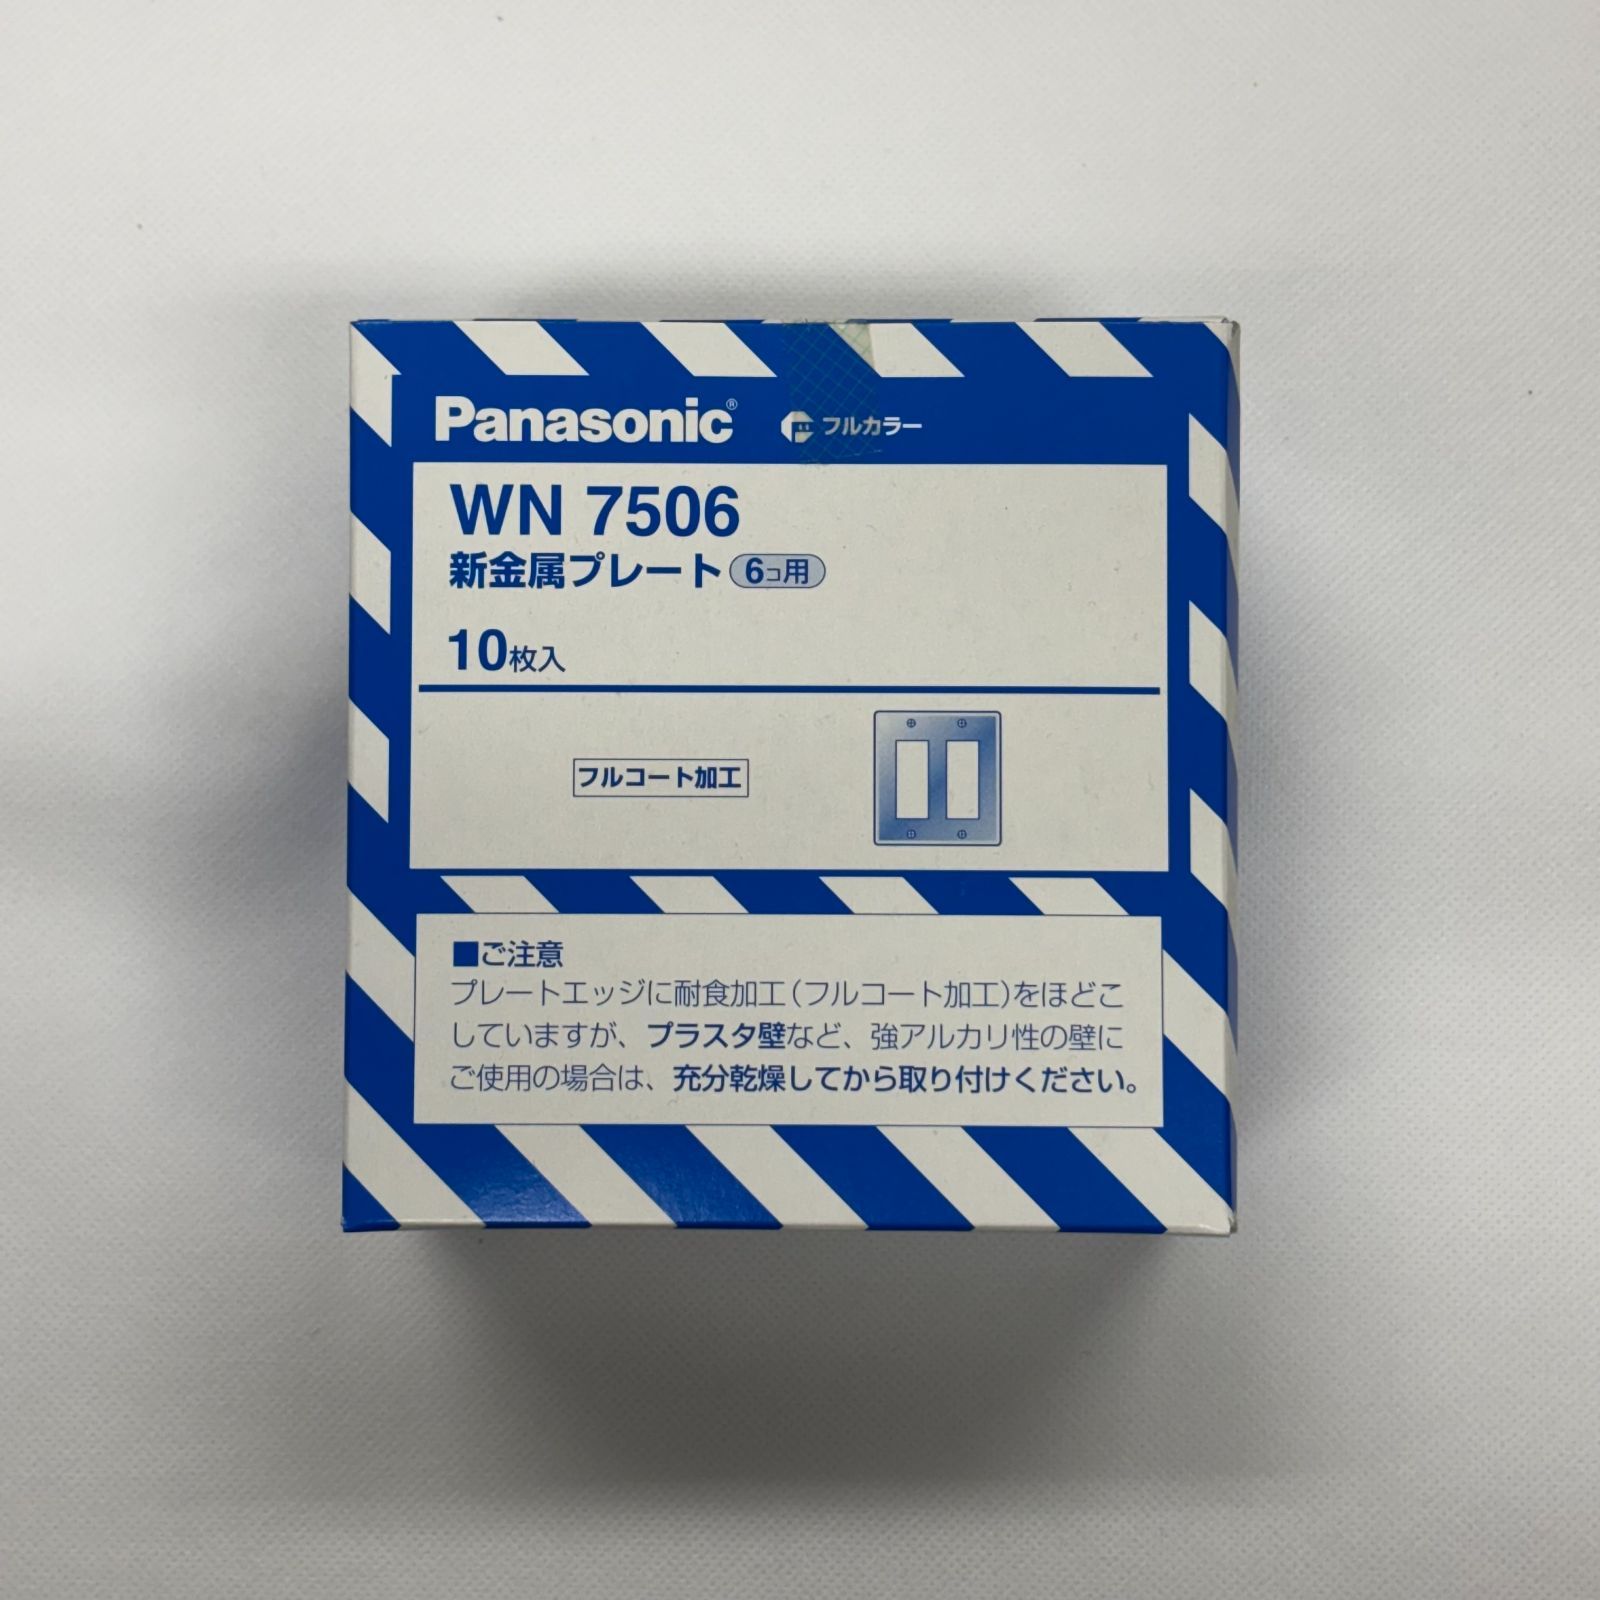 Panasonic® フルカラー
WN 7506
新金属プレート 6コ用
10枚入
フルコート加工
■ご注意
プレートエッジに耐食加工(フルコート加工)をほどこ
していますが、プラスタ壁など、強アルカリ性の壁に
ご使用の場合は、充分乾燥してから取り付けください。